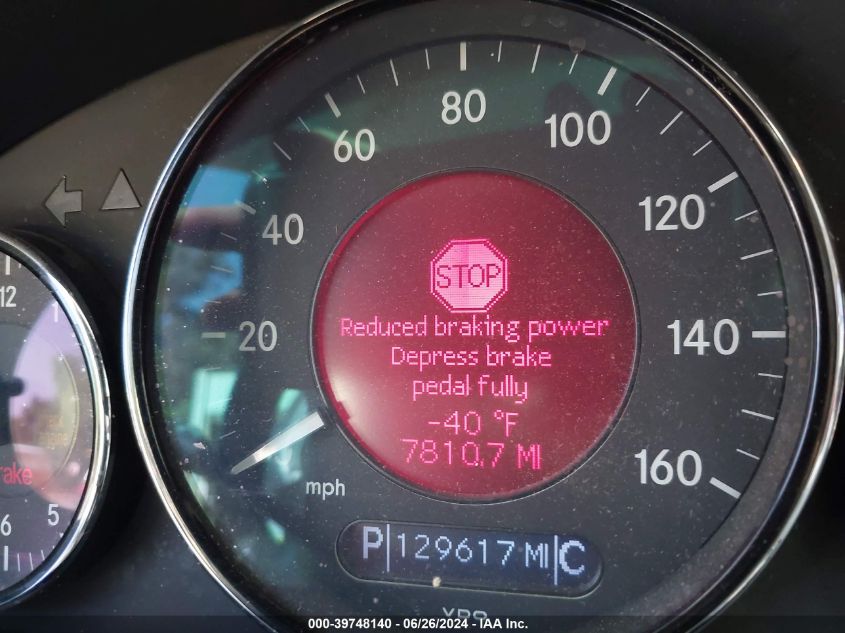 80
60
100
40
120
STOP
12
1
Reduced braking power
20
140
Depress brake
pedal fully
-40 °F
7810.7 MI
160
mph
6
5
P 129617 MI C
000-39748140 - 06/26/2024 - IAA Inc.